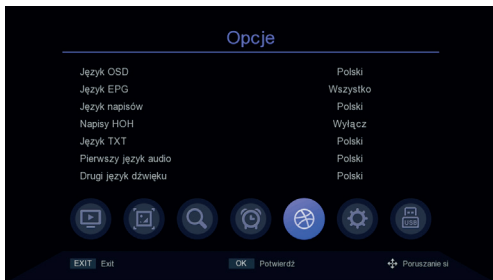 Opcje
Język OSD Polski
Język EPG Wszystko
Język napisów Polski
Napisy HOH Wyłącz
Język TXT Polski
Pierwszy język audio Polski
Drugi język dźwięku Polski
USB
EXIT Exit OK Potwierdź Poruszanie si